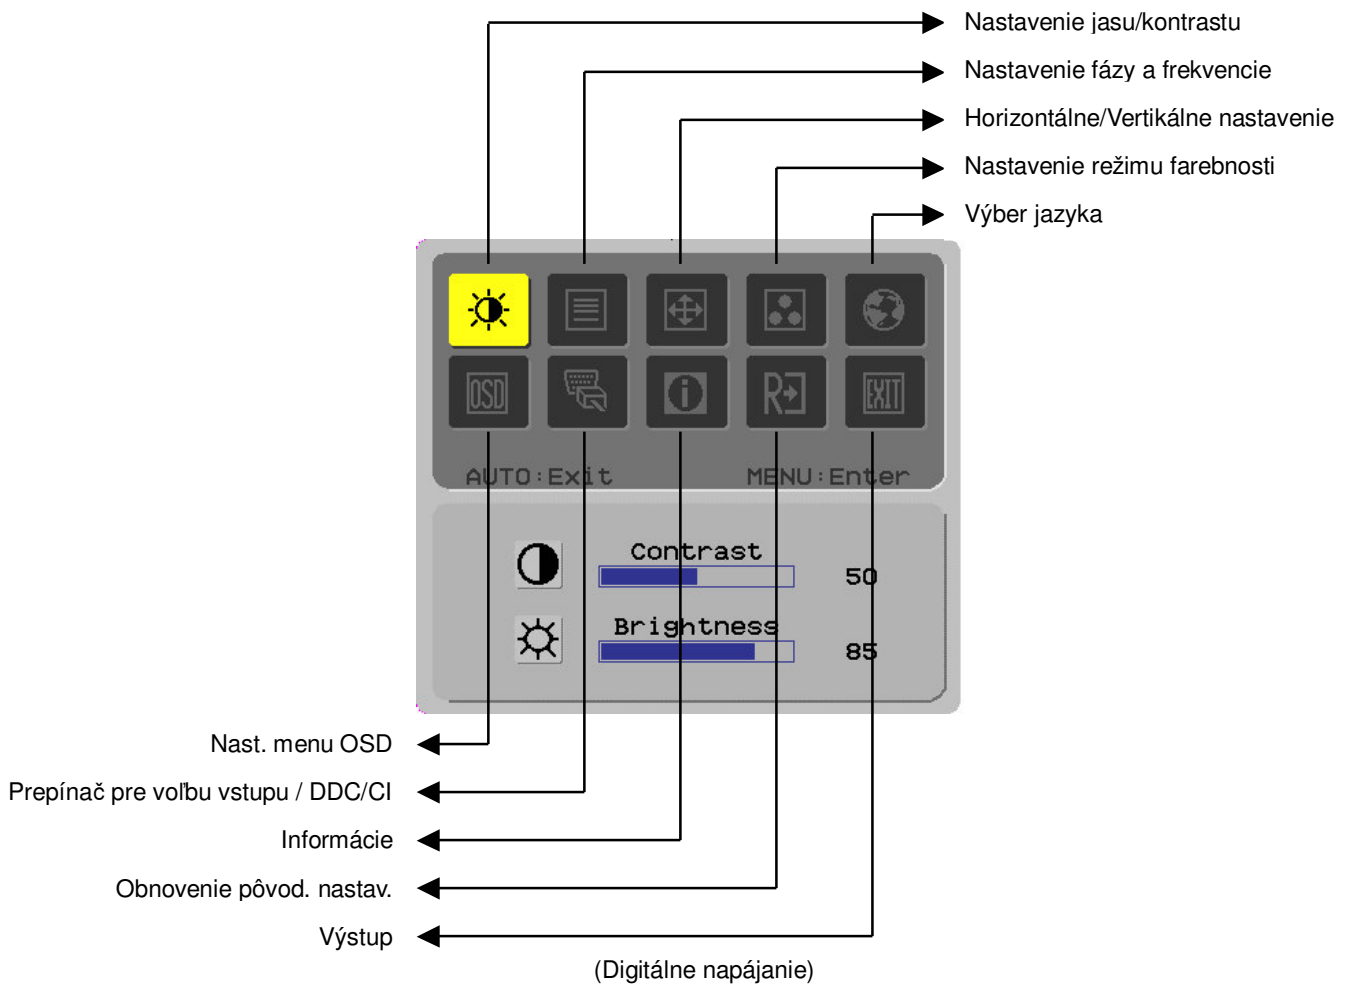 Nastavenie jasu/kontrastu
Nastavenie fázy a frekvencie
Horizontálne/Vertikálne nastavenie
Nastavenie režimu farebnosti
Výber jazyka
OSD
R
EXIT
AUTO:Exit MENU:Enter
Contrast
50
Brightness
85
Nast. menu OSD
Prepínač pre voľbu vstupu / DDC/CI
Informácie
Obnovenie pôvod. nastav.
Výstup
(Digitálne napájanie)